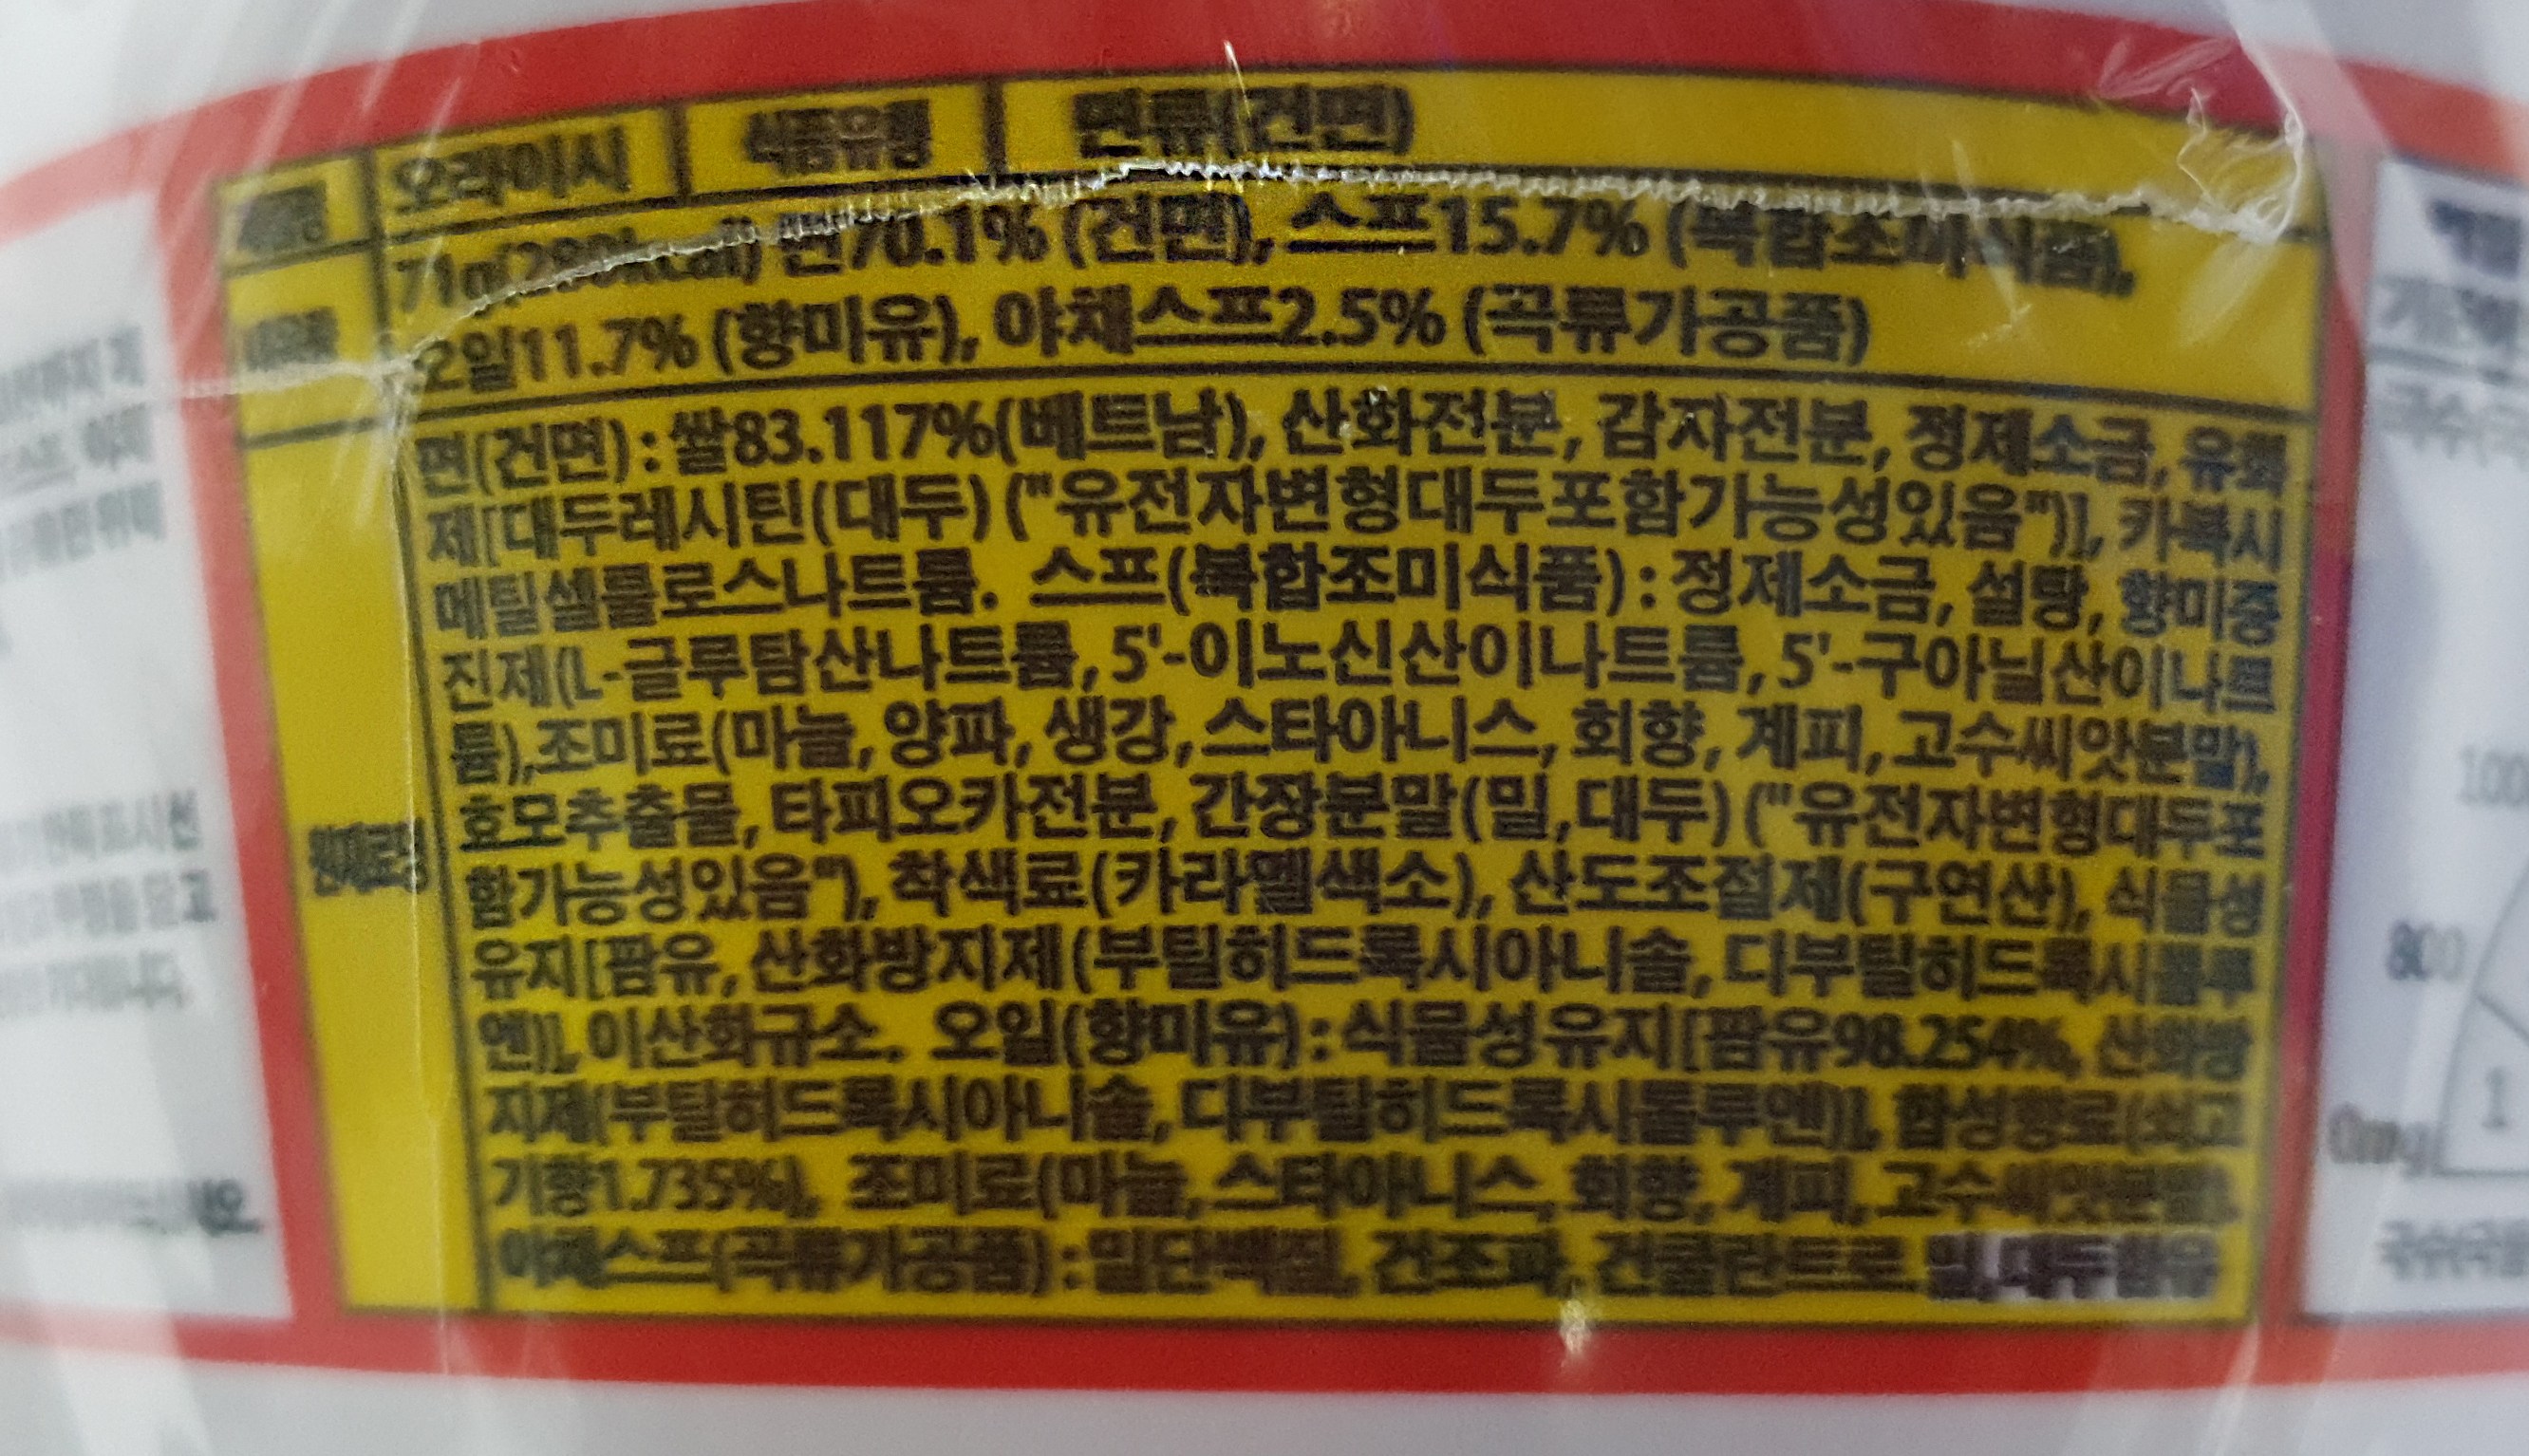 제품명 오라이시 식품유형 면류(건면)
내용량 71g(280kcal) 면70.1% (건면), 스프15.7% (복합조미식품),
오일11.7% (향미유), 야채스프2.5% (곡류가공품)
면(건면) : 쌀83.117%(베트남), 산화전분, 감자전분, 정제소금, 유화
제[대두레시틴(대두) ("유전자변형대두포함가능성있음")], 카복시
메틸셀룰로스나트륨. 스프(복합조미식품) : 정제소금, 설탕, 향미증
진제(L-글루탐산나트륨, 5'-이노신산이나트륨, 5'-구아닐산이나트
륨),조미료(마늘, 양파, 생강, 스타아니스, 회향, 계피, 고수씨앗분말),
원재료명 효모추출물, 타피오카전분, 간장분말(밀,대두) ("유전자변형대두포
함가능성있음"), 착색료(카라멜색소), 산도조절제(구연산), 식물성
유지[팜유, 산화방지제(부틸히드록시아니솔, 디부틸히드록시톨루
엔)], 이산화규소. 오일(향미유) : 식물성유지[팜유98.254%, 산화방
지제(부틸히드록시아니솔, 디부틸히드록시톨루엔)], 합성향료(쇠고
기향1.735%), 조미료(마늘, 스타아니스, 회향, 계피, 고수씨앗분말),
야채스프(곡류가공품) : 밀단백질, 건조파, 건콜란트로. 밀,대두함유
800
1
0mg